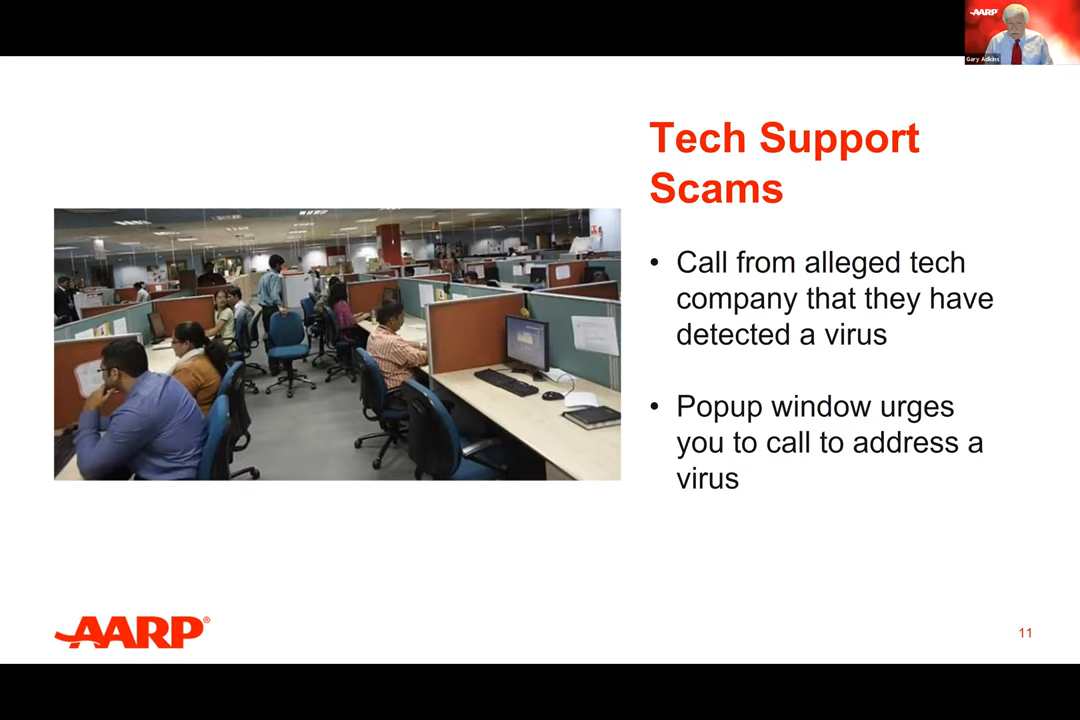 AARP
Gary Adkins
Tech Support
Scams
• Call from alleged tech
company that they have
detected a virus
• Popup window urges
you to call to address a
virus
AARP®
11